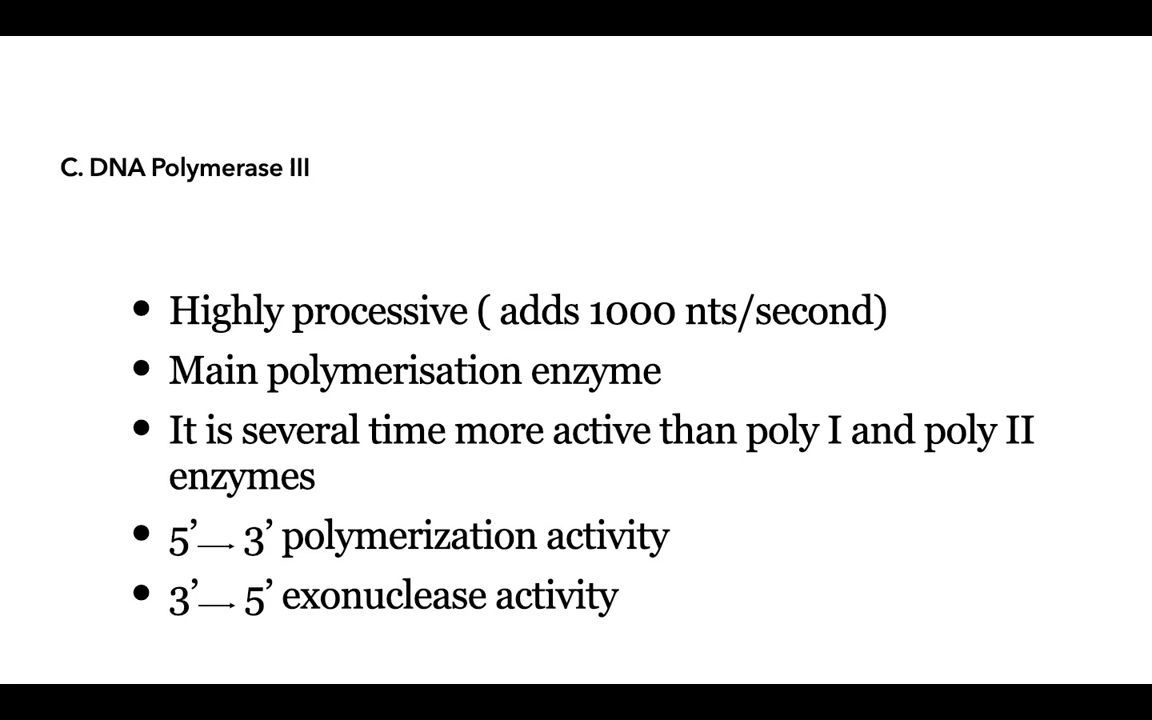 C. DNA Polymerase III
• Highly processive ( adds 1000 nts/second)
• Main polymerisation enzyme
• It is several time more active than poly I and poly II
enzymes
• 5’→ 3’ polymerization activity
• 3’→ 5’ exonuclease activity